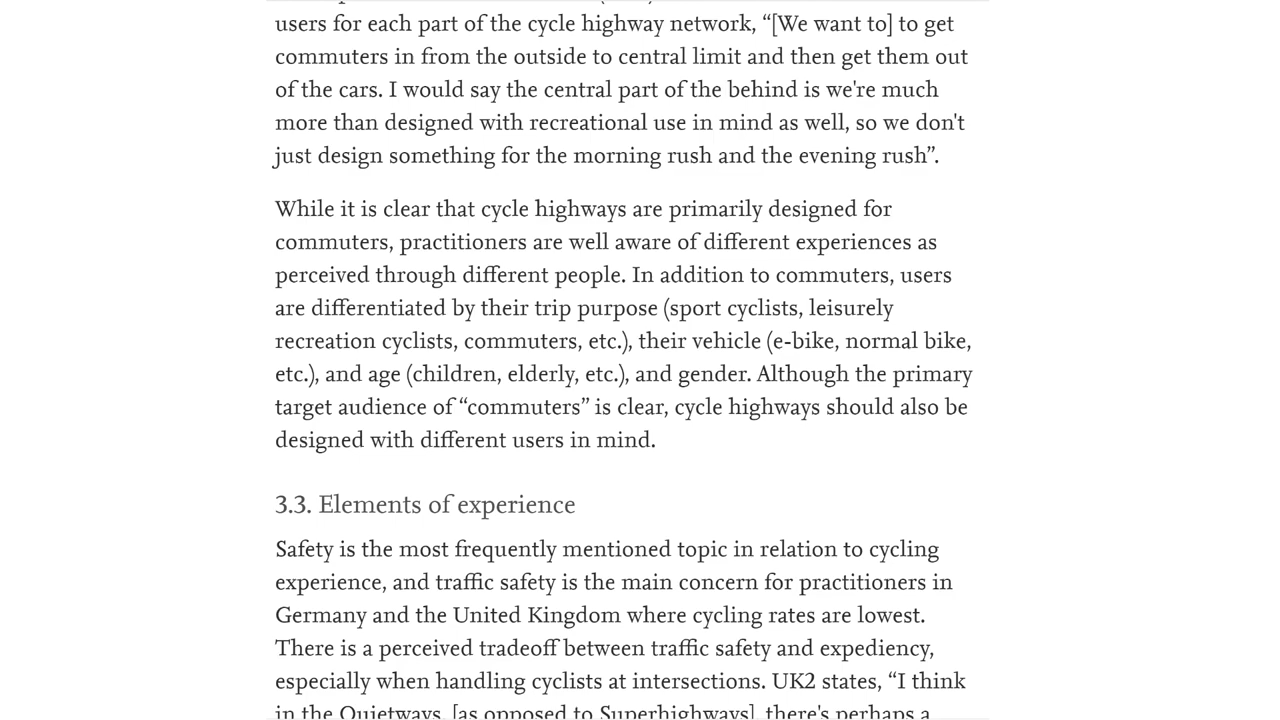 users for each part of the cycle highway network, “[We want to] to get
commuters in from the outside to central limit and then get them out
of the cars. I would say the central part of the behind is we're much
more than designed with recreational use in mind as well, so we don't
just design something for the morning rush and the evening rush”.
While it is clear that cycle highways are primarily designed for
commuters, practitioners are well aware of different experiences as
perceived through different people. In addition to commuters, users
are differentiated by their trip purpose (sport cyclists, leisurely
recreation cyclists, commuters, etc.), their vehicle (e-bike, normal bike,
etc.), and age (children, elderly, etc.), and gender. Although the primary
target audience of “commuters” is clear, cycle highways should also be
designed with different users in mind.
3.3. Elements of experience
Safety is the most frequently mentioned topic in relation to cycling
experience, and traffic safety is the main concern for practitioners in
Germany and the United Kingdom where cycling rates are lowest.
There is a perceived tradeoff between traffic safety and expediency,
especially when handling cyclists at intersections. UK2 states, “I think
in the Quietways, [as opposed to Superhighways], there's perhaps a